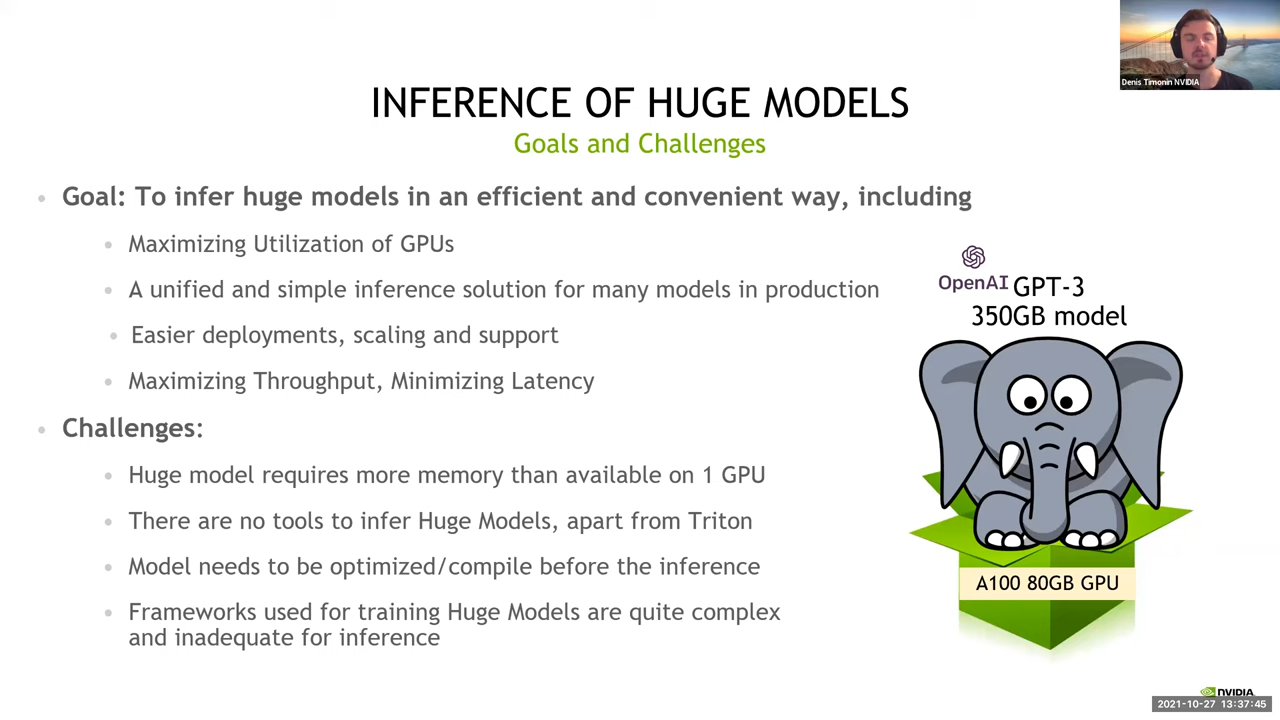 Denis Timonin NVIDIA
INFERENCE OF HUGE MODELS
Goals and Challenges
• Goal: To infer huge models in an efficient and convenient way, including
• Maximizing Utilization of GPUs
• A unified and simple inference solution for many models in production
• Easier deployments, scaling and support
• Maximizing Throughput, Minimizing Latency
• Challenges:
• Huge model requires more memory than available on 1 GPU
• There are no tools to infer Huge Models, apart from Triton
• Model needs to be optimized/compile before the inference
• Frameworks used for training Huge Models are quite complex
and inadequate for inference
OpenAI GPT-3
350GB model
A100 80GB GPU
NVIDIA
2021-10-27 13:37:45